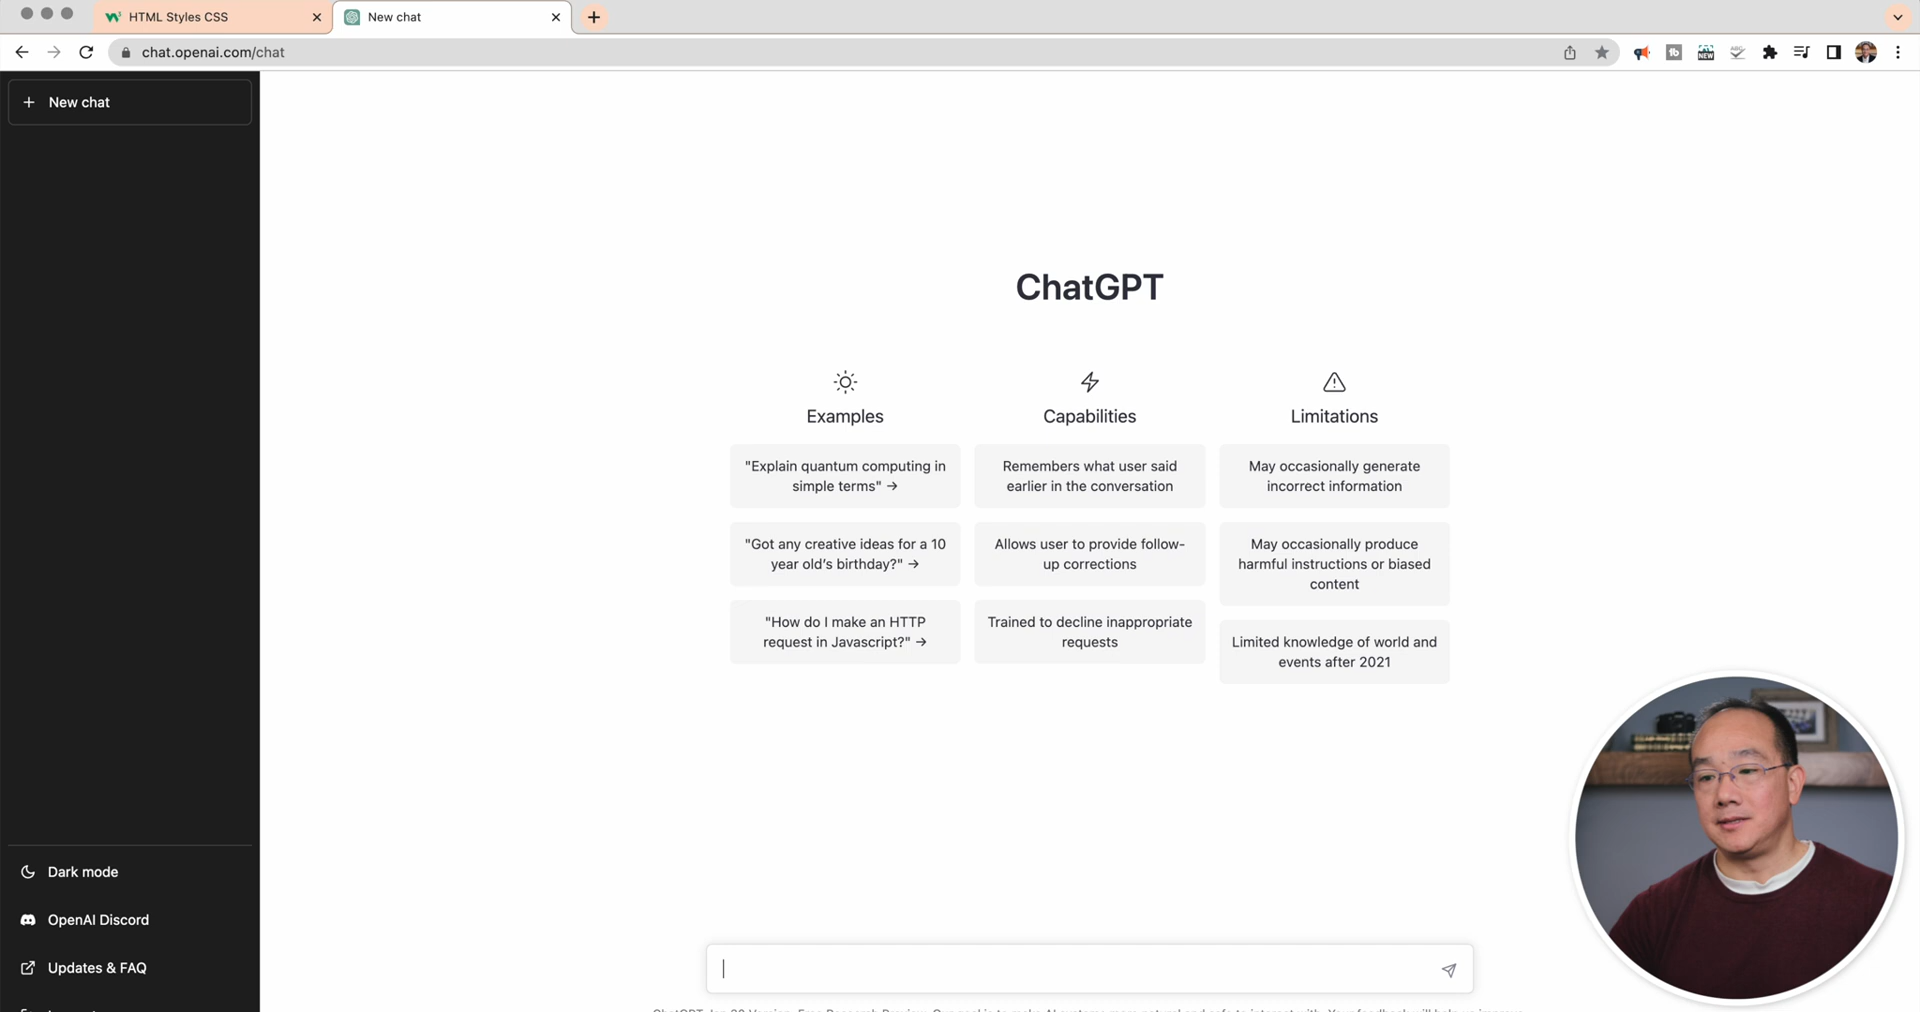 HTML Styles CSS
New chat
chat.openai.com/chat
New chat
ChatGPT
Examples
"Explain quantum computing in
simple terms" →
"Got any creative ideas for a 10
year old's birthday?" →
"How do I make an HTTP
request in Javascript?" →
Capabilities
Remembers what user said
earlier in the conversation
Allows user to provide follow-
up corrections
Trained to decline inappropriate
requests
Limitations
May occasionally generate
incorrect information
May occasionally produce
harmful instructions or biased
content
Limited knowledge of world and
events after 2021
Dark mode
OpenAI Discord
Updates & FAQ